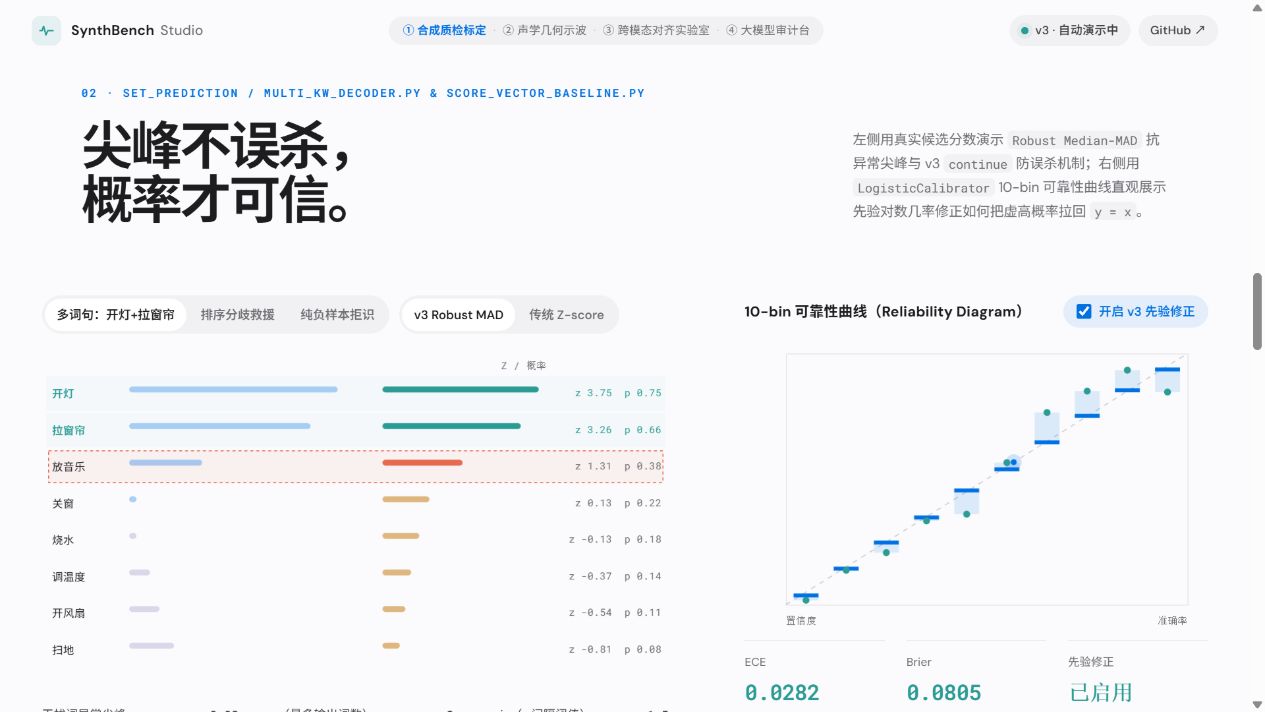 SynthBench Studio
① 合成质检标定 · ② 声学几何示波 · ③ 跨模态对齐实验室 · ④ 大模型审计台
v3 · 自动演示中
GitHub ↗
02 · SET_PREDICTION / MULTI_KW_DECODER.PY & SCORE_VECTOR_BASELINE.PY
尖峰不误杀，
概率才可信。
左侧用真实候选分数演示 Robust Median-MAD 抗
异常尖峰与 v3 continue 防误杀机制；右侧用
LogisticCalibrator 10-bin 可靠性曲线直观展示
先验对数几率修正如何把虚高概率拉回 y = x。
多词句：开灯+拉窗帘 排序分歧救援 纯负样本拒识
v3 Robust MAD 传统 Z-score
Z / 概率
开灯 z 3.75 p 0.75
拉窗帘 z 3.26 p 0.66
放音乐 z 1.31 p 0.38
关窗 z 0.13 p 0.22
烧水 z -0.13 p 0.18
调温度 z -0.37 p 0.14
开风扇 z -0.54 p 0.11
扫地 z -0.81 p 0.08
10-bin 可靠性曲线（Reliability Diagram）
开启 v3 先验修正
置信度 准确率
ECE
0.0282
Brier
0.0805
先验修正
已启用